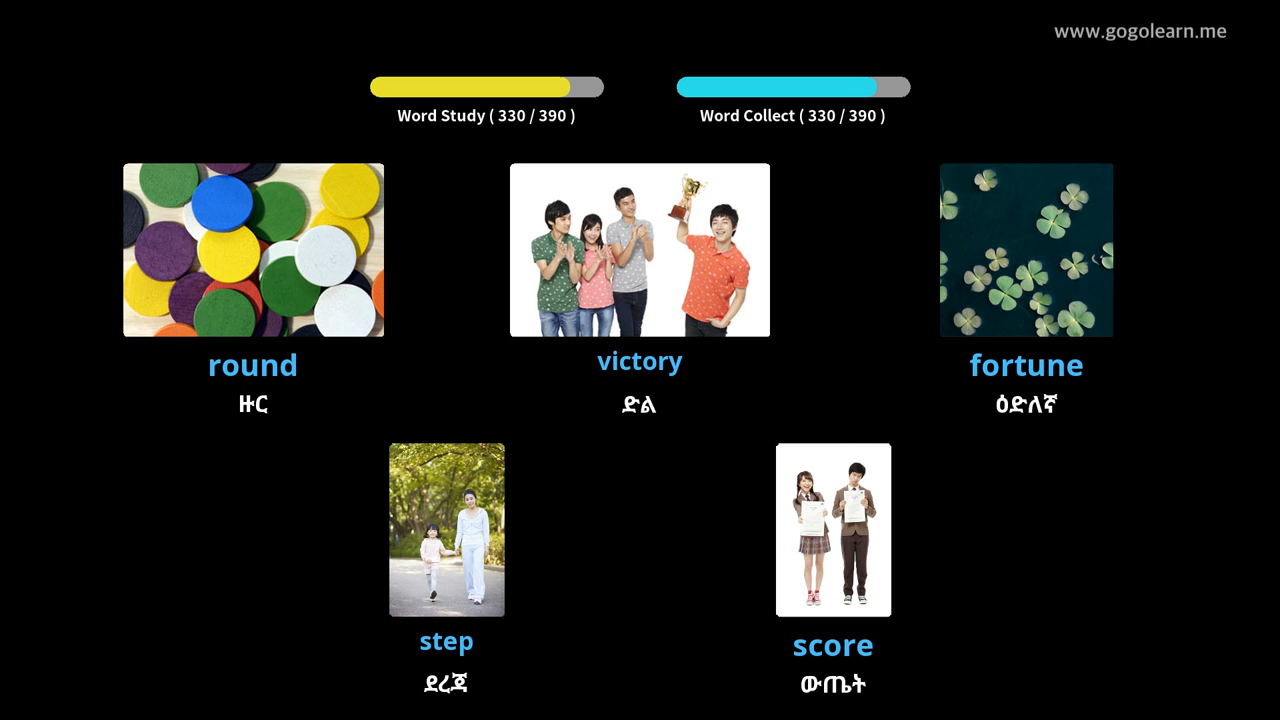 www.gogolearn.me
Word Study ( 330 / 390 )
Word Collect ( 330 / 390 )
round
ዙር
victory
ድል
fortune
ዕድለኛ
step
ደረጃ
score
ውጤት